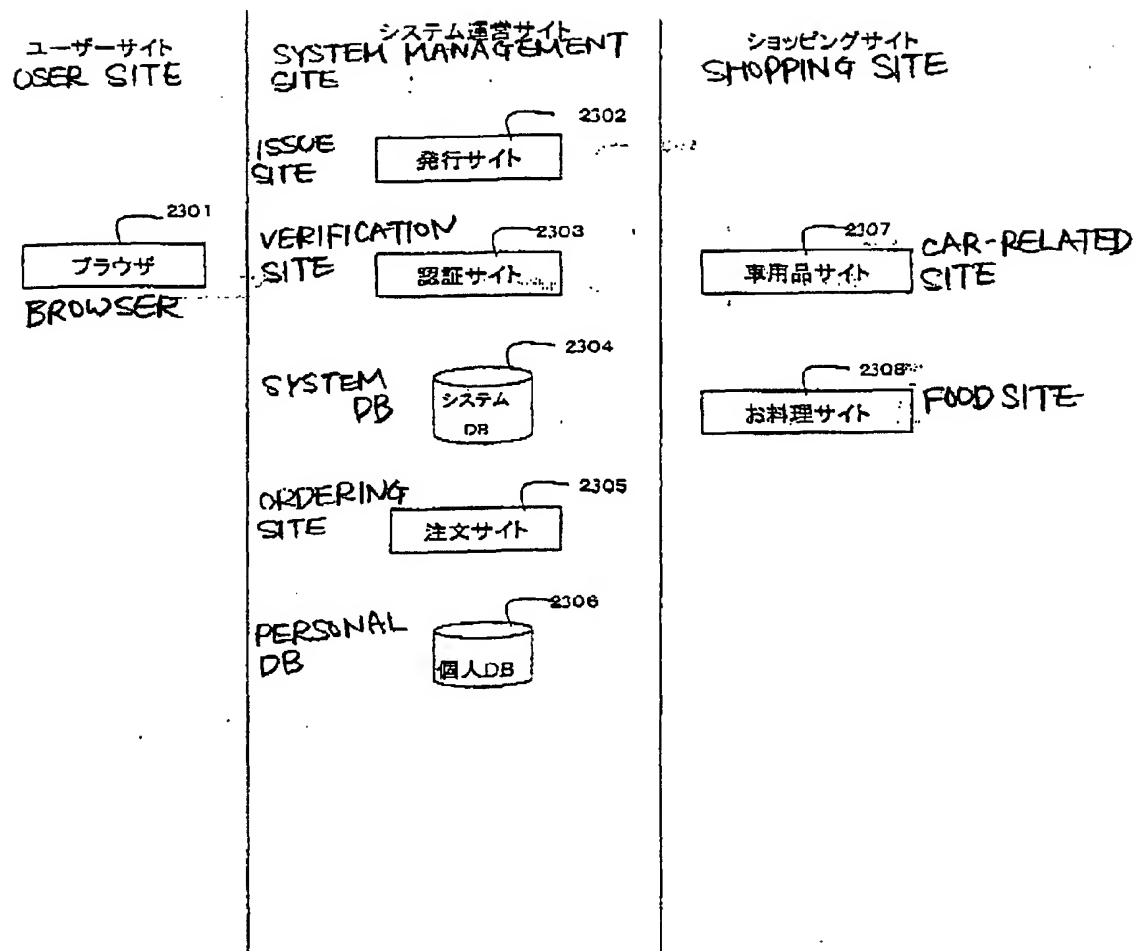 ユーザーサイト
USER SITE
システム運営サイト
SYSTEM MANAGEMENT
SITE
ショッピングサイト
SHOPPING SITE
2302
ISSUE
SITE
発行サイト
2301
ブラウザ
BROWSER
VERIFICATION
SITE
2303
認証サイト
2307
車用品サイト
CAR-RELATED
SITE
2304
SYSTEM
DB
システム
DB
2308
お料理サイト
FOOD SITE
2305
ORDERING
SITE
注文サイト
2306
PERSONAL
DB
個人DB